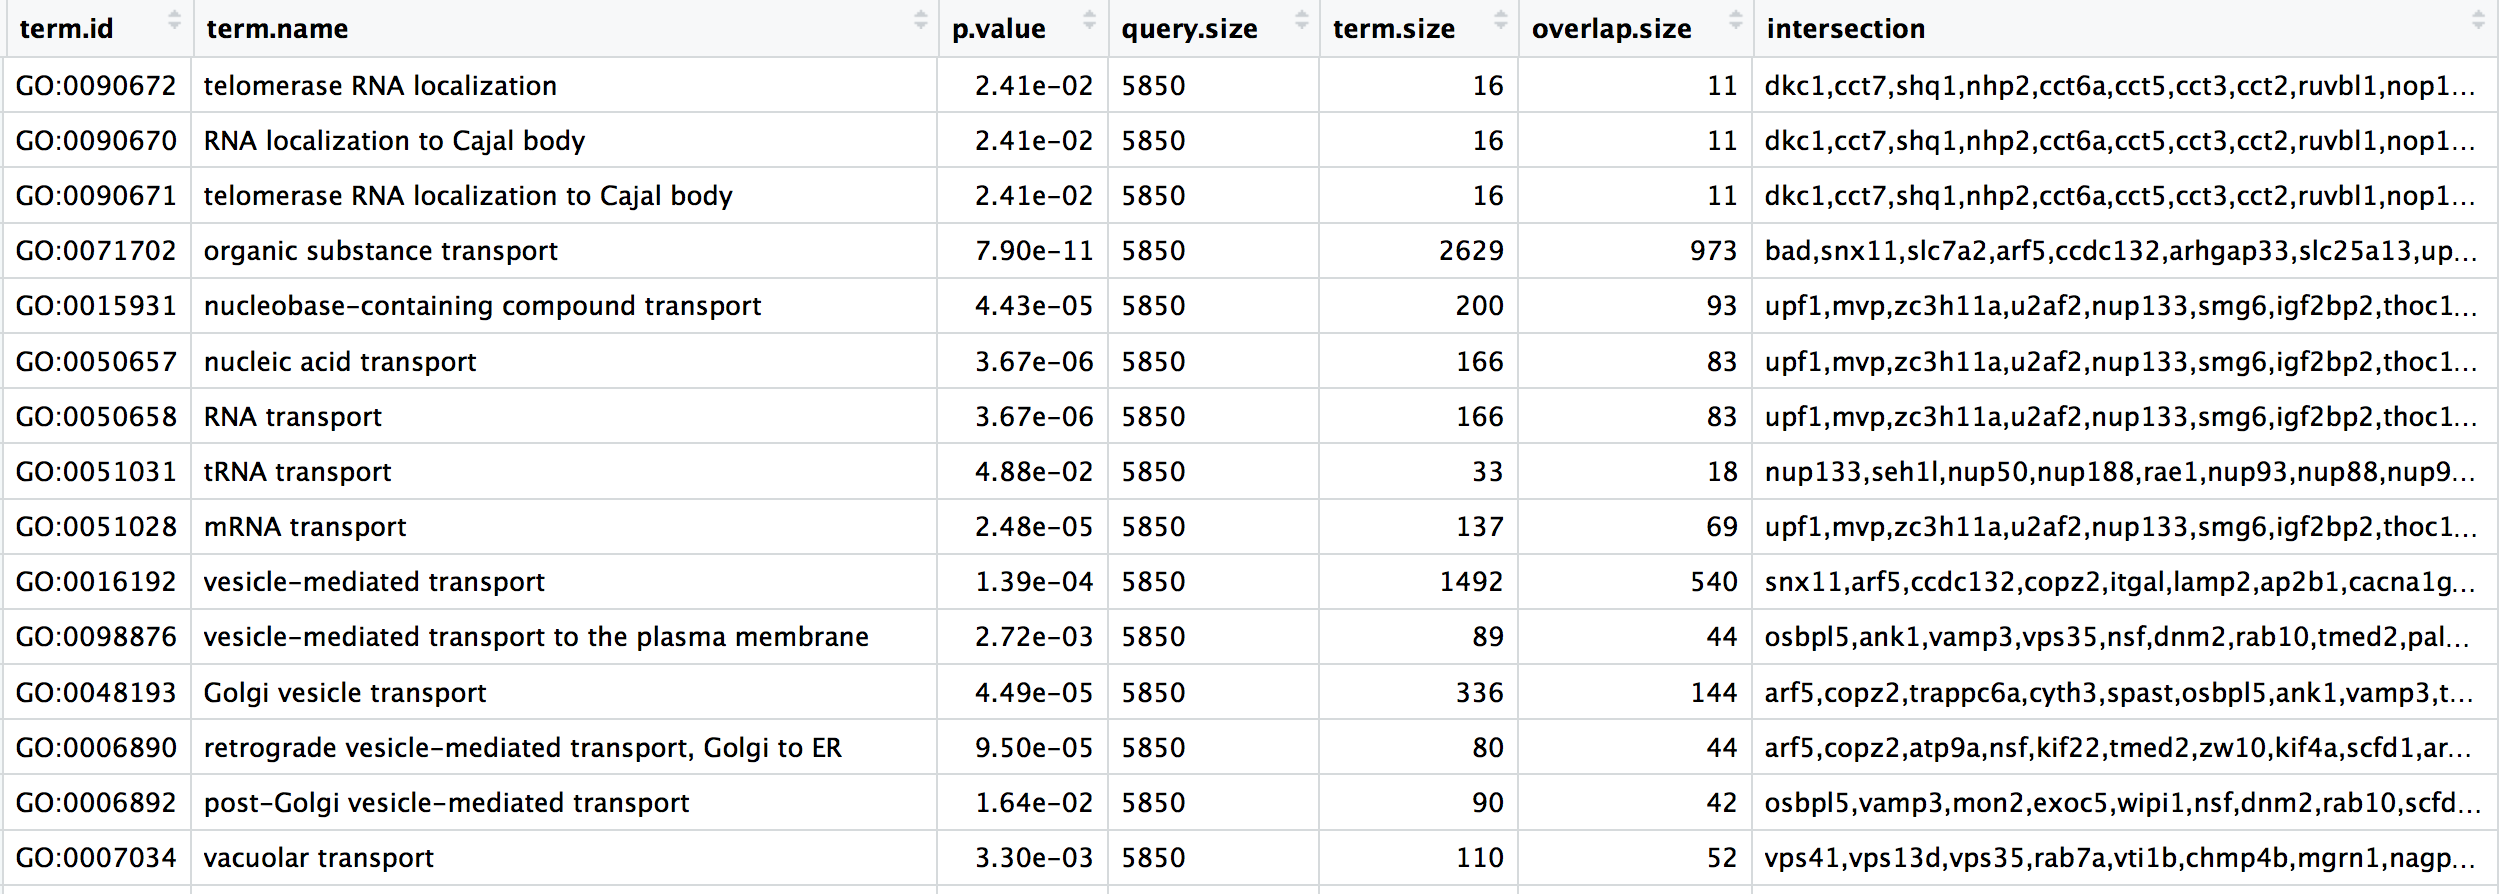 term.id term.name p.value query.size term.size overlap.size intersection
GO:0090672 telomerase RNA localization 2.41e-02 5850 16 11 dkc1,cct7,shq1,nhp2,cct6a,cct5,cct3,cct2,ruvbl1,nop1...
GO:0090670 RNA localization to Cajal body 2.41e-02 5850 16 11 dkc1,cct7,shq1,nhp2,cct6a,cct5,cct3,cct2,ruvbl1,nop1...
GO:0090671 telomerase RNA localization to Cajal body 2.41e-02 5850 16 11 dkc1,cct7,shq1,nhp2,cct6a,cct5,cct3,cct2,ruvbl1,nop1...
GO:0071702 organic substance transport 7.90e-11 5850 2629 973 bad,snx11,slc7a2,arf5,ccdc132,arhgap33,slc25a13,up...
GO:0015931 nucleobase-containing compound transport 4.43e-05 5850 200 93 upf1,mvp,zc3h11a,u2af2,nup133,smg6,igf2bp2,thoc1...
GO:0050657 nucleic acid transport 3.67e-06 5850 166 83 upf1,mvp,zc3h11a,u2af2,nup133,smg6,igf2bp2,thoc1...
GO:0050658 RNA transport 3.67e-06 5850 166 83 upf1,mvp,zc3h11a,u2af2,nup133,smg6,igf2bp2,thoc1...
GO:0051031 tRNA transport 4.88e-02 5850 33 18 nup133,seh1l,nup50,nup188,rae1,nup93,nup88,nup9...
GO:0051028 mRNA transport 2.48e-05 5850 137 69 upf1,mvp,zc3h11a,u2af2,nup133,smg6,igf2bp2,thoc1...
GO:0016192 vesicle-mediated transport 1.39e-04 5850 1492 540 snx11,arf5,ccdc132,copz2,itgal,lamp2,ap2b1,cacna1g...
GO:0098876 vesicle-mediated transport to the plasma membrane 2.72e-03 5850 89 44 osbpl5,ank1,vamp3,vps35,nsf,dnm2,rab10,tmed2,pal...
GO:0048193 Golgi vesicle transport 4.49e-05 5850 336 144 arf5,copz2,trappc6a,cyth3,spast,osbpl5,ank1,vamp3,t...
GO:0006890 retrograde vesicle-mediated transport, Golgi to ER 9.50e-05 5850 80 44 arf5,copz2,atp9a,nsf,kif22,tmed2,zw10,kif4a,scfd1,ar...
GO:0006892 post-Golgi vesicle-mediated transport 1.64e-02 5850 90 42 osbpl5,vamp3,mon2,exoc5,wipi1,nsf,dnm2,rab10,scfd...
GO:0007034 vacuolar transport 3.30e-03 5850 110 52 vps41,vps13d,vps35,rab7a,vti1b,chmp4b,mgrn1,nagp...